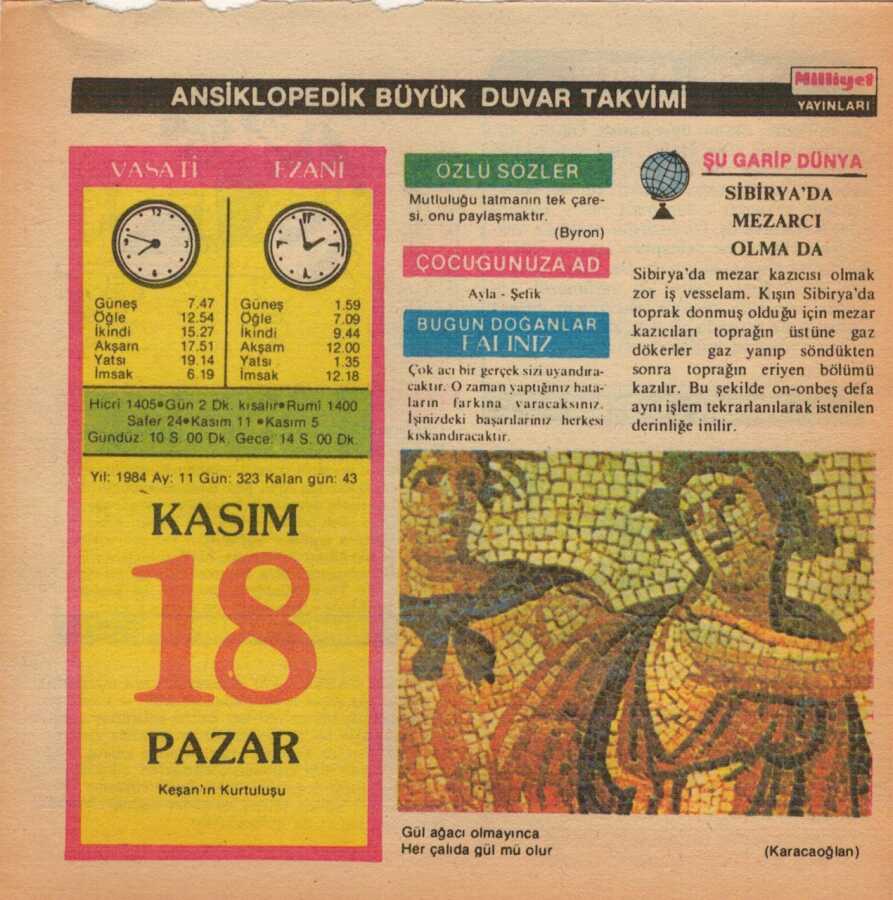 Milliyet
YAYINLARI
ANSİKLOPEDİK BÜYÜK DUVAR TAKVİMİ
VASATİ
EZANİ
12
3
9
Güneş 7.47
Öğle 12.54
İkindi 15.27
Akşam 17.51
Yatsı 19.14
İmsak 6.19
Güneş 1.59
Öğle 7.09
İkindi 9.44
Akşam 12.00
Yatsı 1.35
İmsak 12.18
Hicri 1405•Gün 2 Dk. kısalır•Rumî 1400
Safer 24•Kasım 11 •Kasım 5
Gündüz: 10 S. 00 Dk. Gece: 14 S. 00 Dk.
Yıl: 1984 Ay: 11 Gün: 323 Kalan gün: 43
KASIM
18
PAZAR
Keşan'ın Kurtuluşu
ÖZLÜ SÖZLER
Mutluluğu tatmanın tek çare-
si, onu paylaşmaktır.
(Byron)
ÇOCUĞUNUZA AD
Ayla - Şefik
BUGÜN DOĞANLAR
FALINIZ
Çok acı bir gerçek sizi uyandıra-
caktır. O zaman yaptığınız hata-
ların farkına varacaksınız.
İşinizdeki başarılarınız herkesi
kıskandıracaktır.
ŞU GARİP DÜNYA
SİBİRYA'DA
MEZARCI
OLMA DA
Sibirya'da mezar kazıcısı olmak
zor iş vesselam. Kışın Sibirya'da
toprak donmuş olduğu için mezar
kazıcıları toprağın üstüne gaz
dökerler gaz yanıp söndükten
sonra toprağın eriyen bölümü
kazılır. Bu şekilde on-onbeş defa
aynı işlem tekrarlanılarak istenilen
derinliğe inilir.
Gül ağacı olmayınca
Her çalıda gül mü olur
(Karacaoğlan)